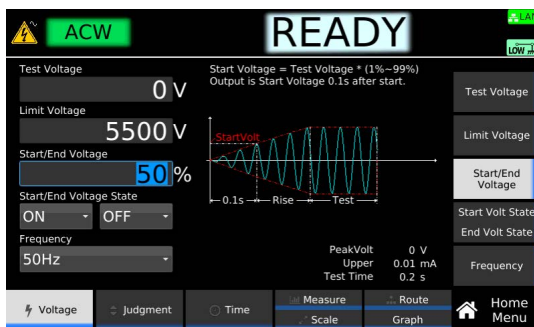 ACW
READY
LAN
LOW
Test Voltage
0 V
Limit Voltage
5500 V
Start/End Voltage
50 %
Start/End Voltage State
ON OFF
Frequency
50Hz
Start Voltage = Test Voltage * (1%~99%)
Output is Start Voltage 0.1s after start.
StartVolt
0.1s Rise Test
PeakVolt 0 V
Upper 0.01 mA
Test Time 0.2 s
Test Voltage
Limit Voltage
Start/End
Voltage
Start Volt State
End Volt State
Frequency
Voltage
Judgment
Time
Measure
Scale
Route
Graph
Home
Menu